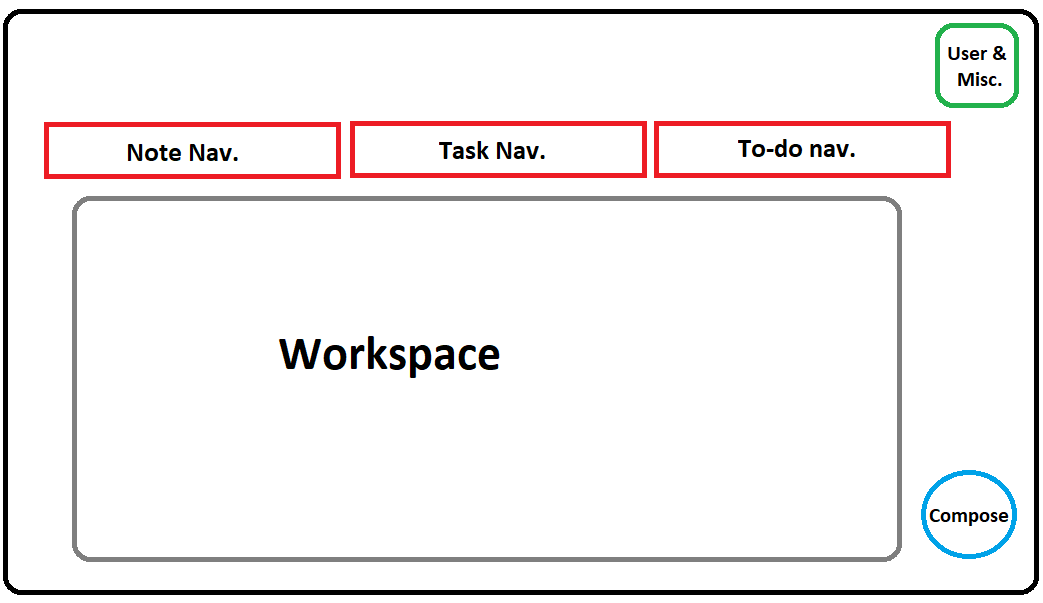 User &
Misc.
Note Nav.
Task Nav.
To-do nav.
Workspace
Compose